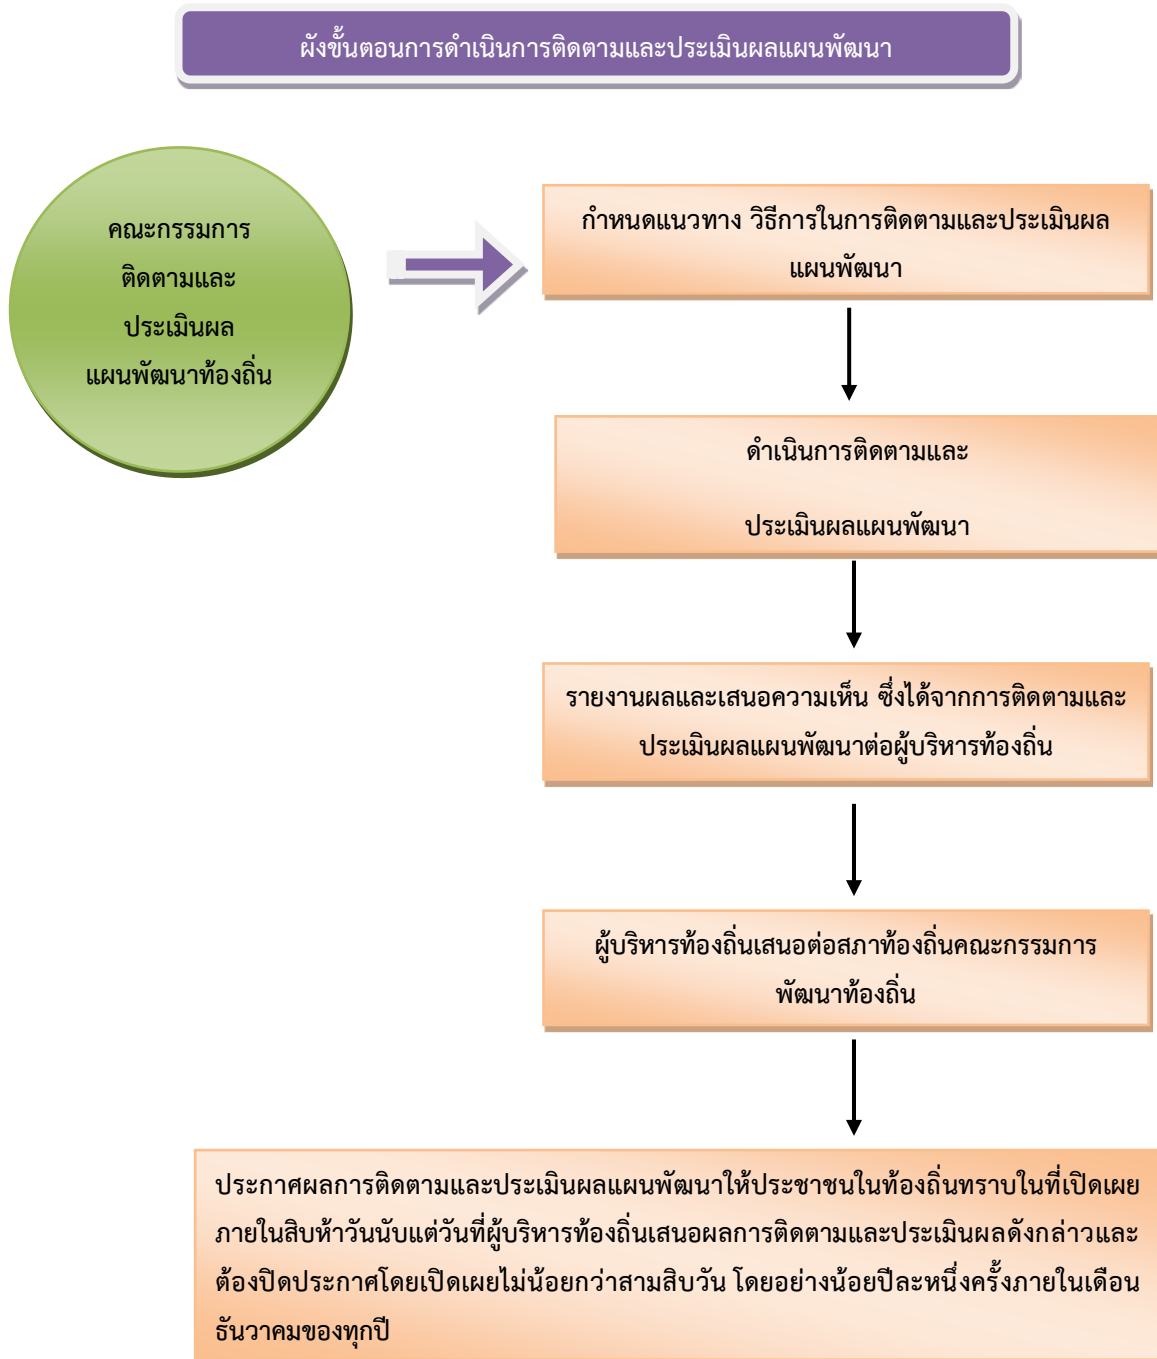 ผังขั้นตอนการดำเนินการติดตามและประเมินผลแผนพัฒนา
คณะกรรมการ
ติดตามและ
ประเมินผล
แผนพัฒนาท้องถิ่น
กำหนดแนวทาง วิธีการในการติดตามและประเมินผล
แผนพัฒนา
ดำเนินการติดตามและ
ประเมินผลแผนพัฒนา
รายงานผลและเสนอความเห็น ซึ่งได้จากการติดตามและ
ประเมินผลแผนพัฒนาต่อผู้บริหารท้องถิ่น
ผู้บริหารท้องถิ่นเสนอต่อสภาท้องถิ่นคณะกรรมการ
พัฒนาท้องถิ่น
ประกาศผลการติดตามและประเมินผลแผนพัฒนาให้ประชาชนในท้องถิ่นทราบในที่เปิดเผย
ภายในสิบห้าวันนับแต่วันที่ผู้บริหารท้องถิ่นเสนอผลการติดตามและประเมินผลดังกล่าวและ
ต้องปิดประกาศโดยเปิดเผยไม่น้อยกว่าสามสิบวัน โดยอย่างน้อยปีละหนึ่งครั้งภายในเดือน
ธันวาคมของทุกปี